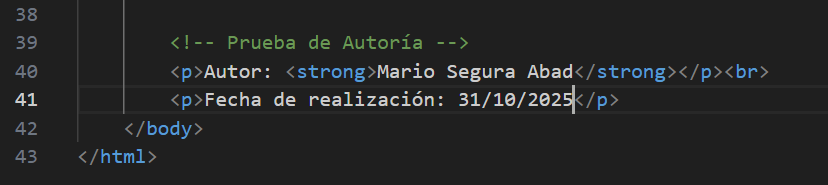 38
39 <!-- Prueba de Autoría -->
40 <p>Autor: <strong>Mario Segura Abad</strong></p><br>
41 <p>Fecha de realización: 31/10/2025</p>
42 </body>
43 </html>